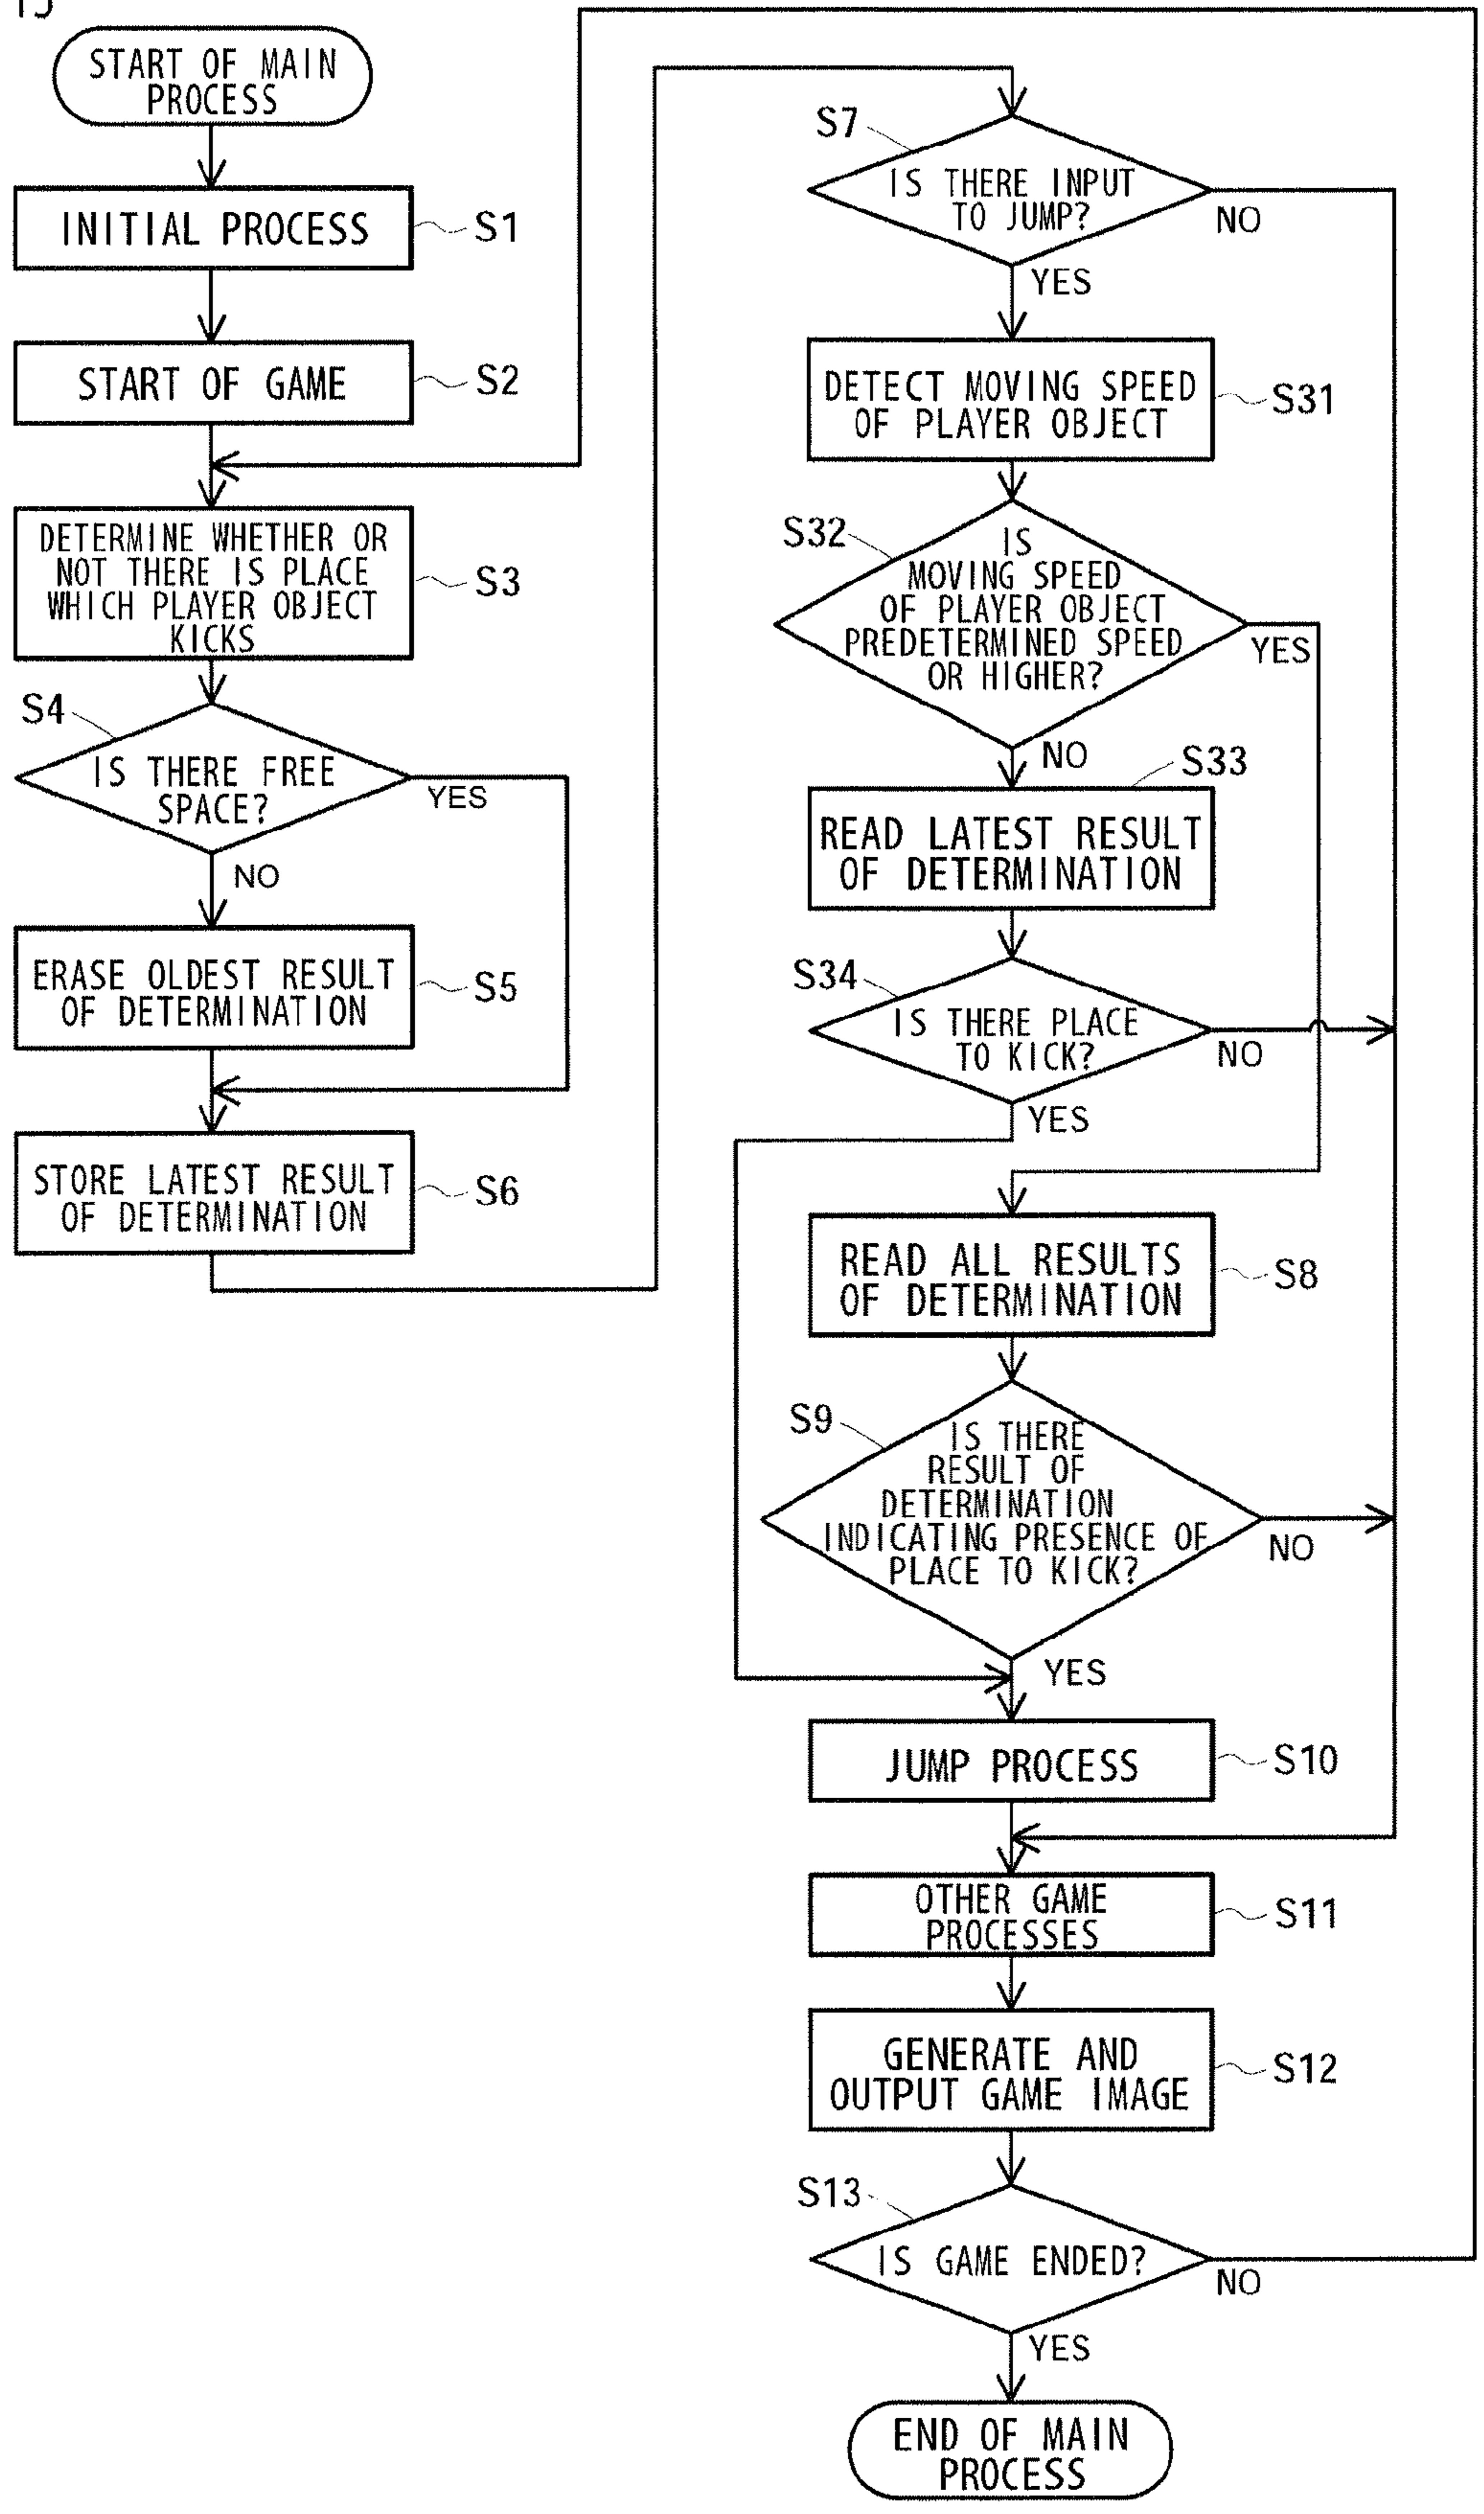 START OF MAIN
PROCESS
INITIAL PROCESS
S1
START OF GAME
S2
DETERMINE WHETHER OR
NOT THERE IS PLACE
WHICH PLAYER OBJECT
KICKS
S3
S4
IS THERE FREE
SPACE?
YES
NO
ERASE OLDEST RESULT
OF DETERMINATION
S5
STORE LATEST RESULT
OF DETERMINATION
S6
S7
IS THERE INPUT
TO JUMP?
NO
YES
DETECT MOVING SPEED
OF PLAYER OBJECT
S31
S32
IS
MOVING SPEED
OF PLAYER OBJECT
PREDETERMINED SPEED
OR HIGHER?
YES
NO
S33
READ LATEST RESULT
OF DETERMINATION
S34
IS THERE PLACE
TO KICK?
NO
YES
READ ALL RESULTS
OF DETERMINATION
S8
S9
IS THERE
RESULT OF
DETERMINATION
INDICATING PRESENCE OF
PLACE TO KICK?
NO
YES
JUMP PROCESS
S10
OTHER GAME
PROCESSES
S11
GENERATE AND
OUTPUT GAME IMAGE
S12
S13
IS GAME ENDED?
NO
YES
END OF MAIN
PROCESS